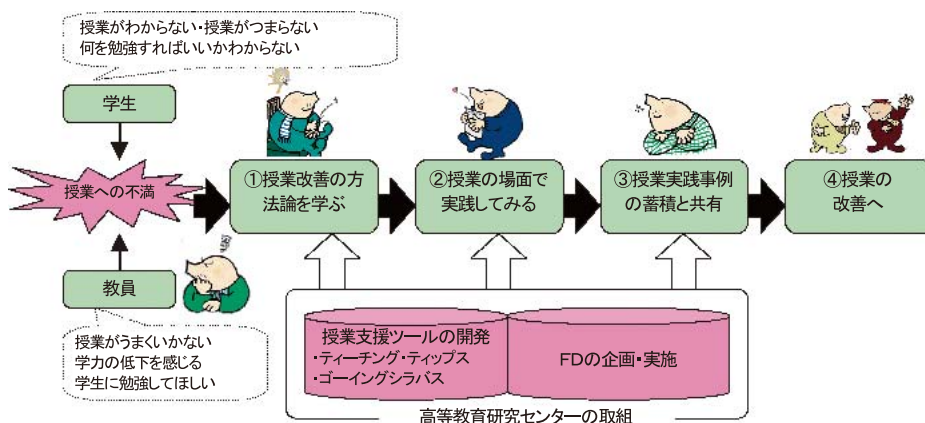 授業がわからない・授業がつまらない
何を勉強すればいいかわからない
学生
授業への不満
教員
授業がうまくいかない
学力の低下を感じる
学生に勉強してほしい
①授業改善の方
法論を学ぶ
②授業の場面で
実践してみる
③授業実践事例
の蓄積と共有
④授業の
改善へ
授業支援ツールの開発
・ティーチング・ティップス
・ゴーイングシラバス
FDの企画・実施
高等教育研究センターの取組